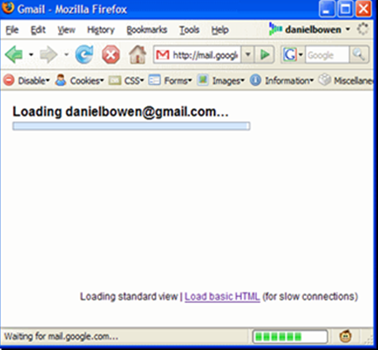 Gmail - Mozilla Firefox
File Edit View History Bookmarks Tools Help danielbowen
http://mail.googl Google
Disable Cookies CSS Forms Images Information Miscellane
Loading danielbowen@gmail.com...
Loading standard view | Load basic HTML (for slow connections)
Waiting for mail.google.com...